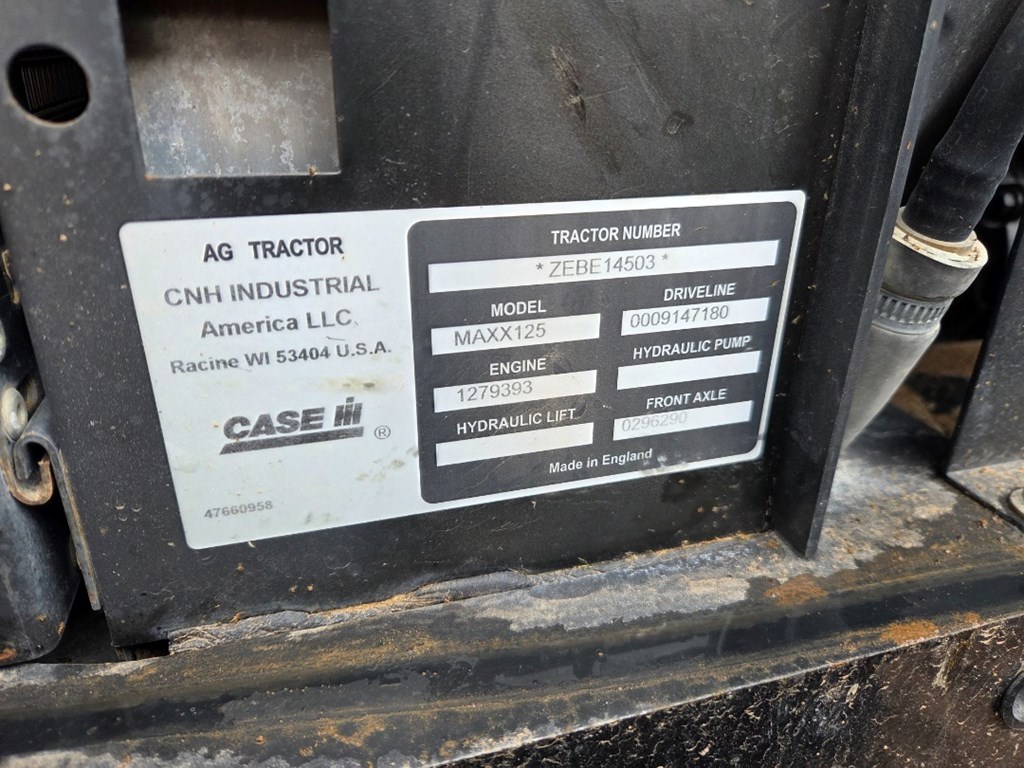 AG TRACTOR
CNH INDUSTRIAL
America LLC
Racine WI 53404 U.S.A.
CASE IH ®
47660958
TRACTOR NUMBER
*ZEBE14503*
MODEL
MAXX125
DRIVELINE
0009147180
ENGINE
1279393
HYDRAULIC PUMP
HYDRAULIC LIFT
FRONT AXLE
0296290
Made in England